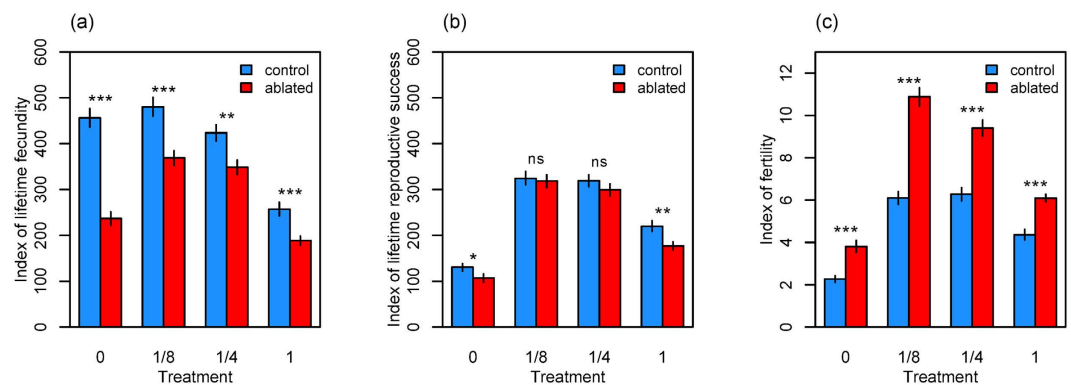 (a)
Index of lifetime fecundity
600
500
400
300
200
100
0
control
ablated
***
***
**
***
0 1/8 1/4 1
Treatment
(b)
Index of lifetime reproductive success
600
500
400
300
200
100
0
control
ablated
*
ns
ns
**
0 1/8 1/4 1
Treatment
(c)
Index of fertility
12
10
8
6
4
2
0
control
ablated
***
***
***
***
0 1/8 1/4 1
Treatment